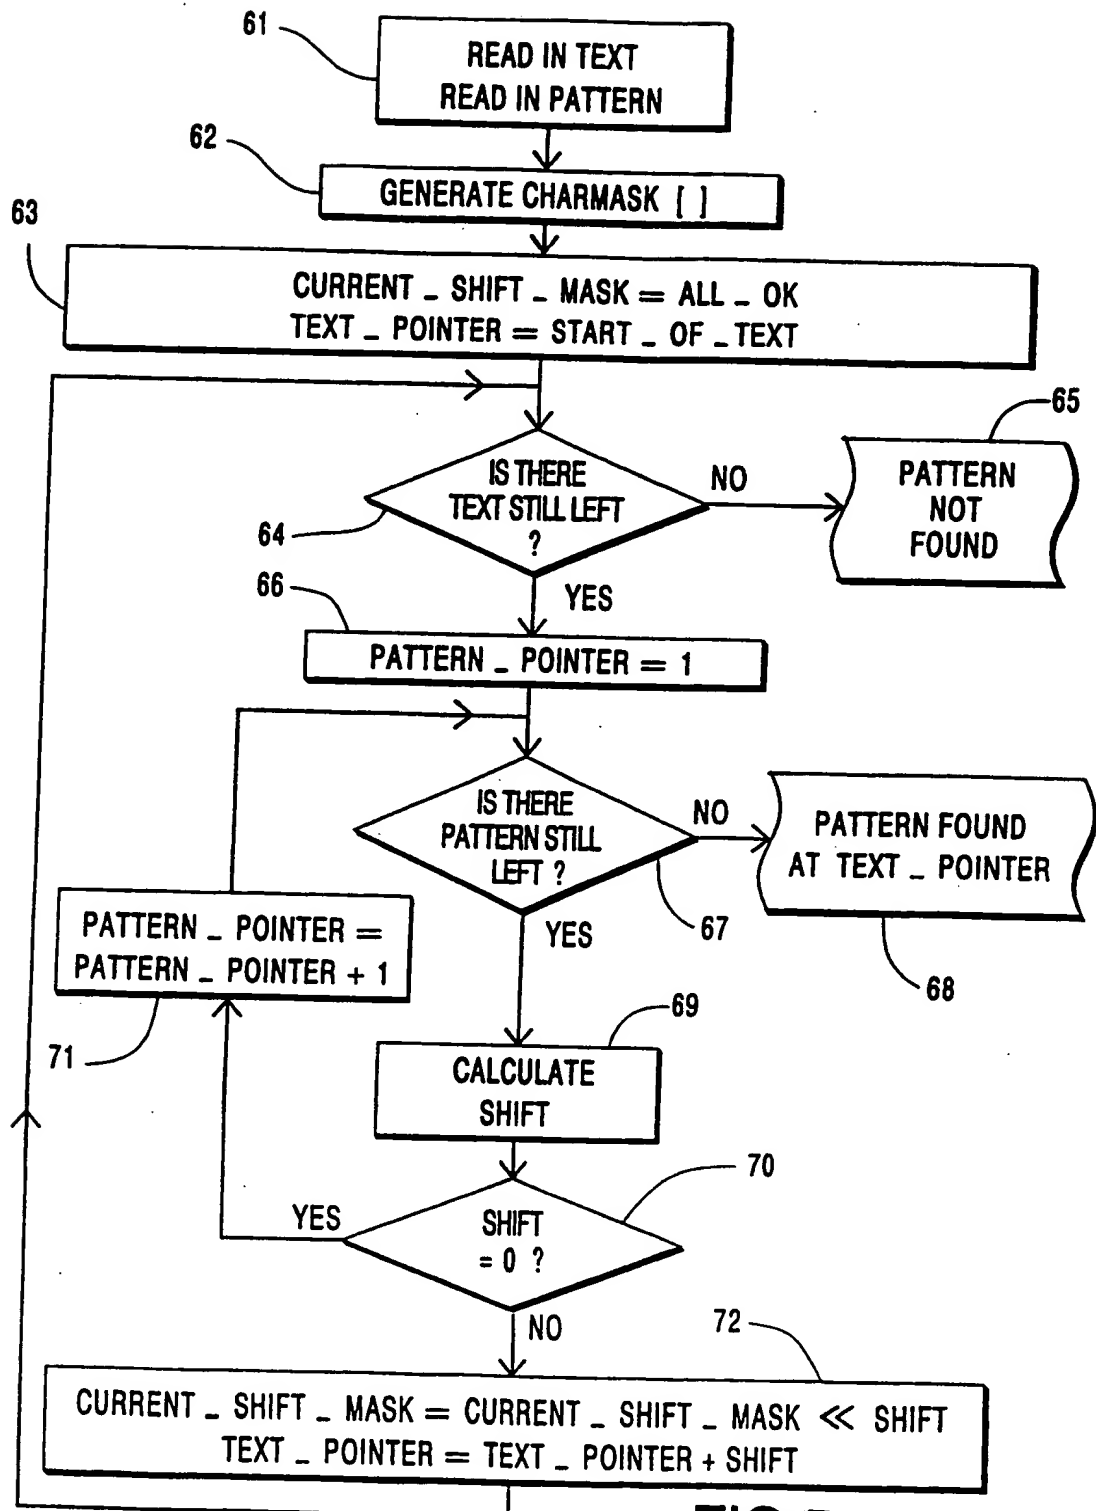 61
READ IN TEXT
READ IN PATTERN
62
GENERATE CHARMASK [ ]
63
CURRENT _ SHIFT _ MASK = ALL _ OK
TEXT _ POINTER = START _ OF _ TEXT
65
IS THERE
TEXT STILL LEFT
?
NO
PATTERN
NOT
FOUND
64
YES
66
PATTERN _ POINTER = 1
IS THERE
PATTERN STILL
LEFT ?
NO
PATTERN FOUND
AT TEXT _ POINTER
67
YES
68
PATTERN _ POINTER =
PATTERN _ POINTER + 1
71
69
CALCULATE
SHIFT
70
YES
SHIFT
= 0 ?
NO
72
CURRENT _ SHIFT _ MASK = CURRENT _ SHIFT _ MASK << SHIFT
TEXT _ POINTER = TEXT _ POINTER + SHIFT